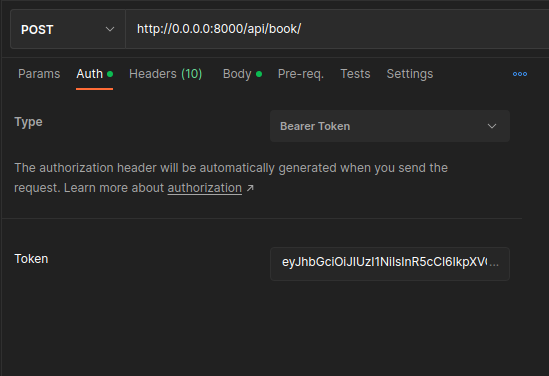 POST http://0.0.0.0:8000/api/book/
Params Auth Headers (10) Body Pre-req. Tests Settings
Type Bearer Token
The authorization header will be automatically generated when you send the
request. Learn more about authorization ↗
Token eyJhbGciOiJIUzI1NiIsInR5cCI6IkpXV...